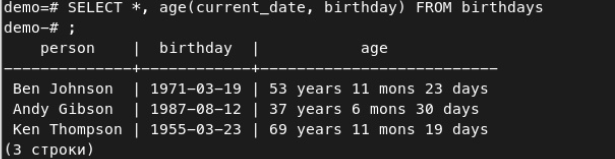 demo=# SELECT *, age(current_date, birthday) FROM birthdays
demo-# ;
    person    |  birthday  |           age
--------------+------------+-------------------------
 Ben Johnson  | 1971-03-19 | 53 years 11 mons 23 days
 Andy Gibson  | 1987-08-12 | 37 years 6 mons 30 days
 Ken Thompson | 1955-03-23 | 69 years 11 mons 19 days
(3 строки)